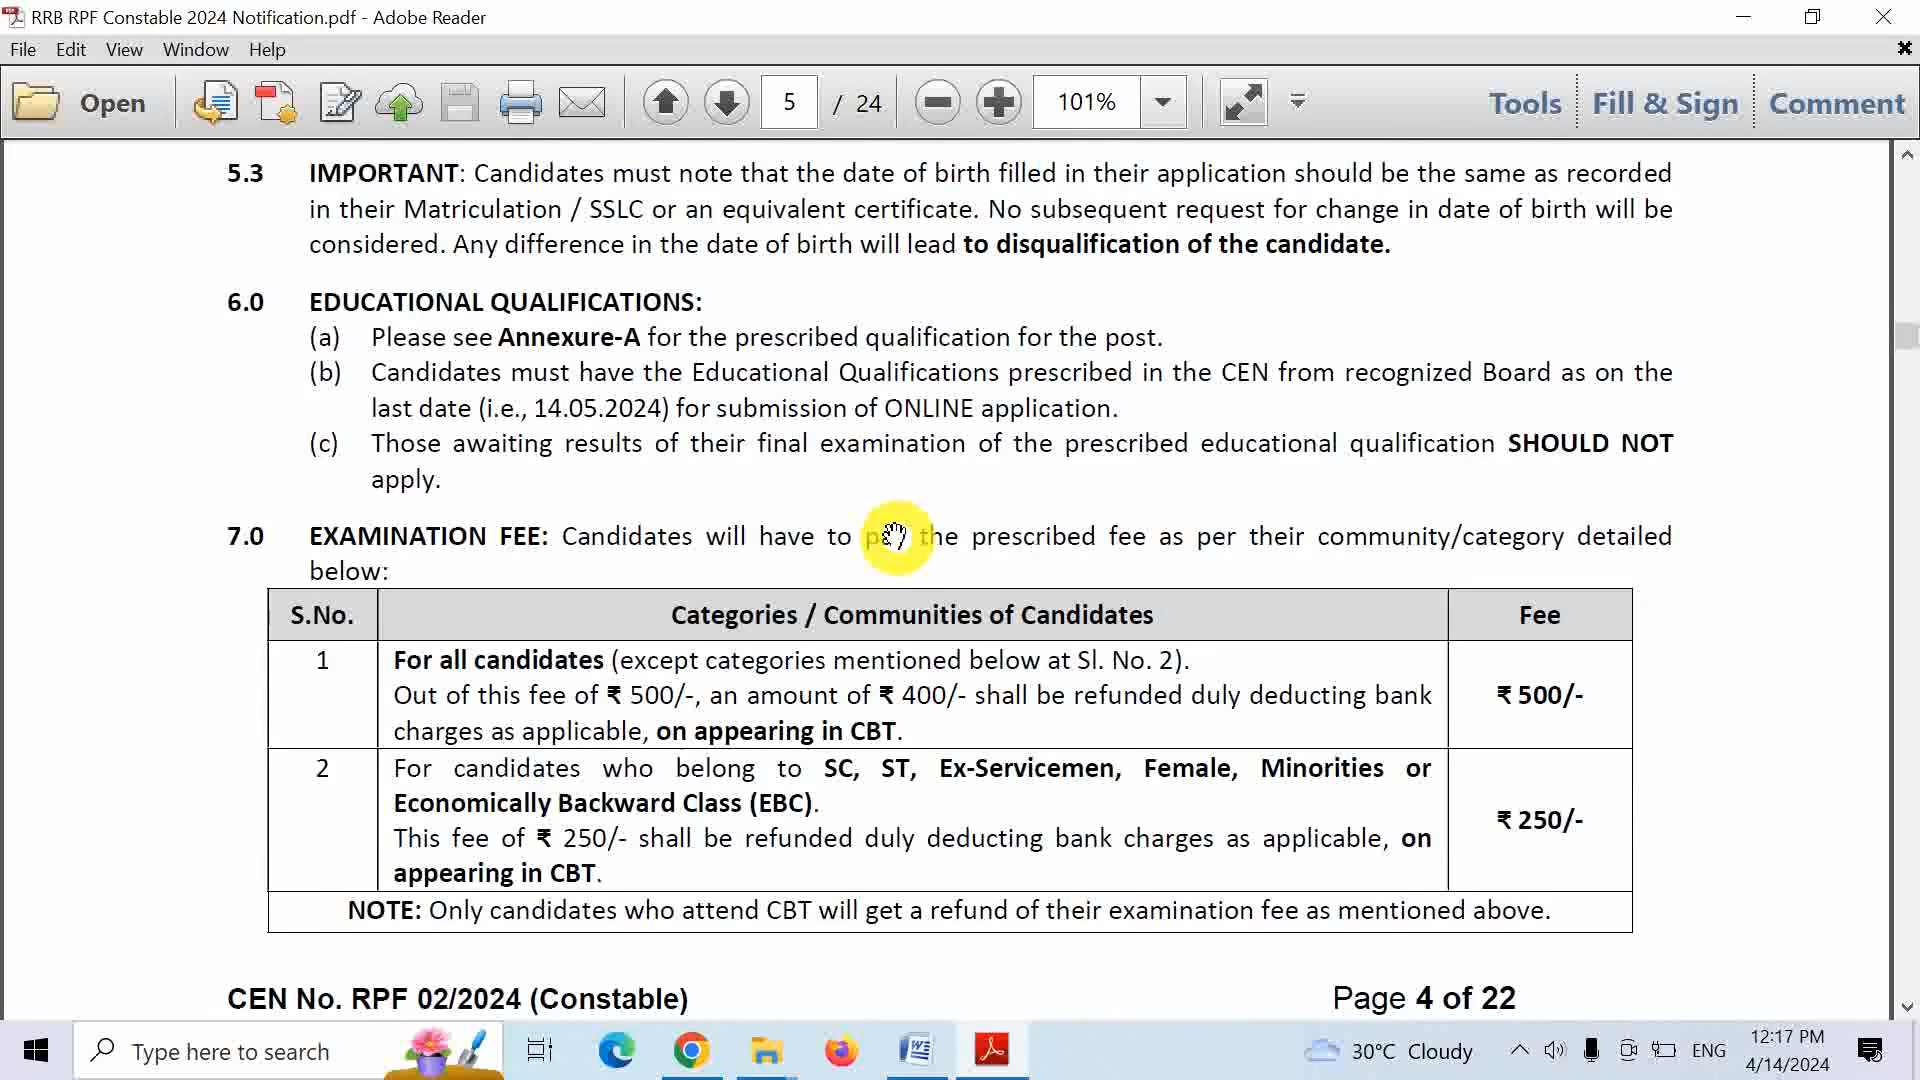 RRB RPF Constable 2024 Notification.pdf - Adobe Reader
File Edit View Window Help
Open 5 / 24 101% Tools Fill & Sign Comment
5.3 IMPORTANT: Candidates must note that the date of birth filled in their application should be the same as recorded
in their Matriculation / SSLC or an equivalent certificate. No subsequent request for change in date of birth will be
considered. Any difference in the date of birth will lead to disqualification of the candidate.
6.0 EDUCATIONAL QUALIFICATIONS:
(a) Please see Annexure-A for the prescribed qualification for the post.
(b) Candidates must have the Educational Qualifications prescribed in the CEN from recognized Board as on the
last date (i.e., 14.05.2024) for submission of ONLINE application.
(c) Those awaiting results of their final examination of the prescribed educational qualification SHOULD NOT
apply.
7.0 EXAMINATION FEE: Candidates will have to the prescribed fee as per their community/category detailed
below:
S.No. Categories / Communities of Candidates Fee
1 For all candidates (except categories mentioned below at Sl. No. 2).
Out of this fee of ₹ 500/-, an amount of ₹ 400/- shall be refunded duly deducting bank ₹ 500/-
charges as applicable, on appearing in CBT.
2 For candidates who belong to SC, ST, Ex-Servicemen, Female, Minorities or
Economically Backward Class (EBC).
₹ 250/-
This fee of ₹ 250/- shall be refunded duly deducting bank charges as applicable, on
appearing in CBT.
NOTE: Only candidates who attend CBT will get a refund of their examination fee as mentioned above.
CEN No. RPF 02/2024 (Constable) Page 4 of 22
Type here to search 30°C Cloudy ENG 12:17 PM
4/14/2024